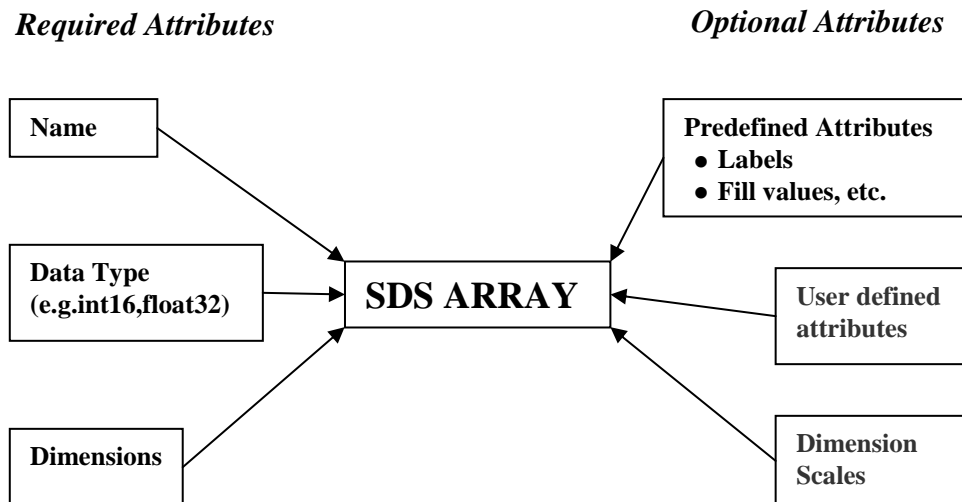 Required Attributes
Optional Attributes
Name
Predefined Attributes
● Labels
● Fill values, etc.
Data Type
(e.g.int16,float32)
SDS ARRAY
User defined
attributes
Dimensions
Dimension
Scales